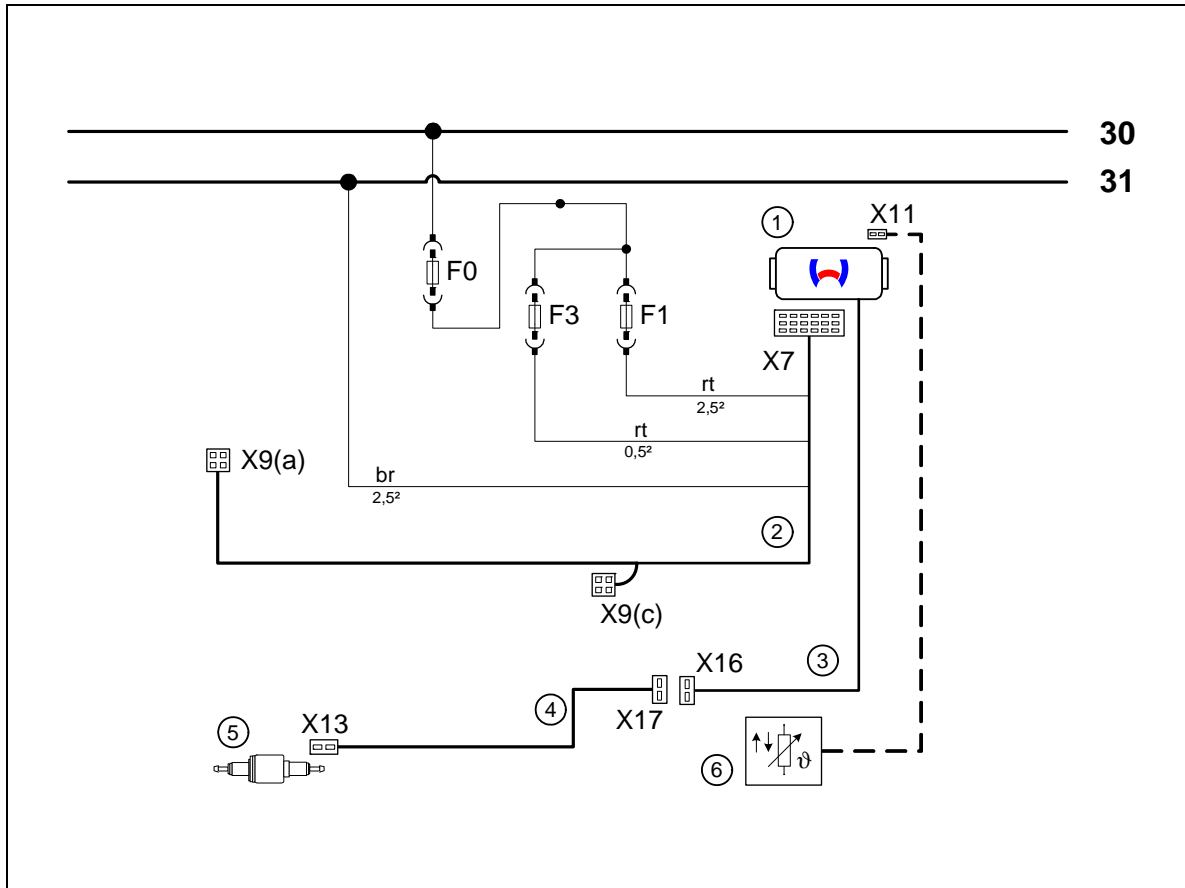 30
31
1
X11
F0
F3
F1
X7
rt
2,5²
rt
0,5²
X9(a)
br
2,5²
2
X9(c)
X16
3
X17
4
X13
5
6
ϑ